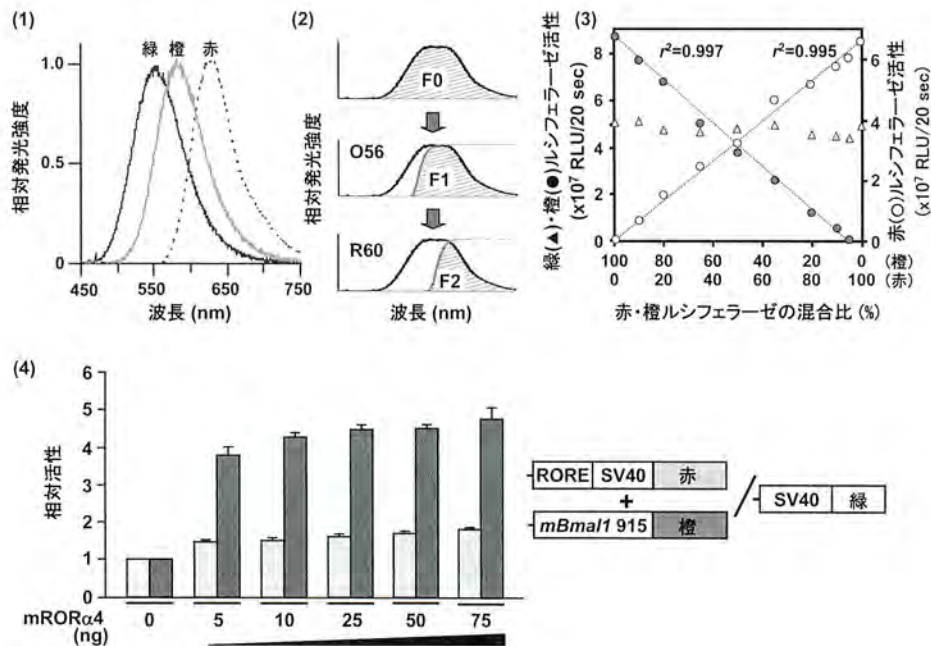 (1)
緑 橙 赤
相対発光強度
1.0
0.5
0
450 550 650 750
波長 (nm)
(2)
相対発光強度
F0
O56
F1
R60
F2
波長 (nm)
(3)
r²=0.997 r²=0.995
緑(▲)・橙(●)ルシフェラーゼ活性
(x10⁷ RLU/20 sec)
8
6
4
2
0
赤(○)ルシフェラーゼ活性
(x10⁷ RLU/20 sec)
6
4
2
0
100 80 60 40 20 0 (橙)
0 20 40 60 80 100 (赤)
赤・橙ルシフェラーゼの混合比 (%)
(4)
相対活性
6
5
4
3
2
1
0
mRORα4 0 5 10 25 50 75
(ng)
RORE SV40 赤
+
mBmal1 915 橙
/
SV40 緑